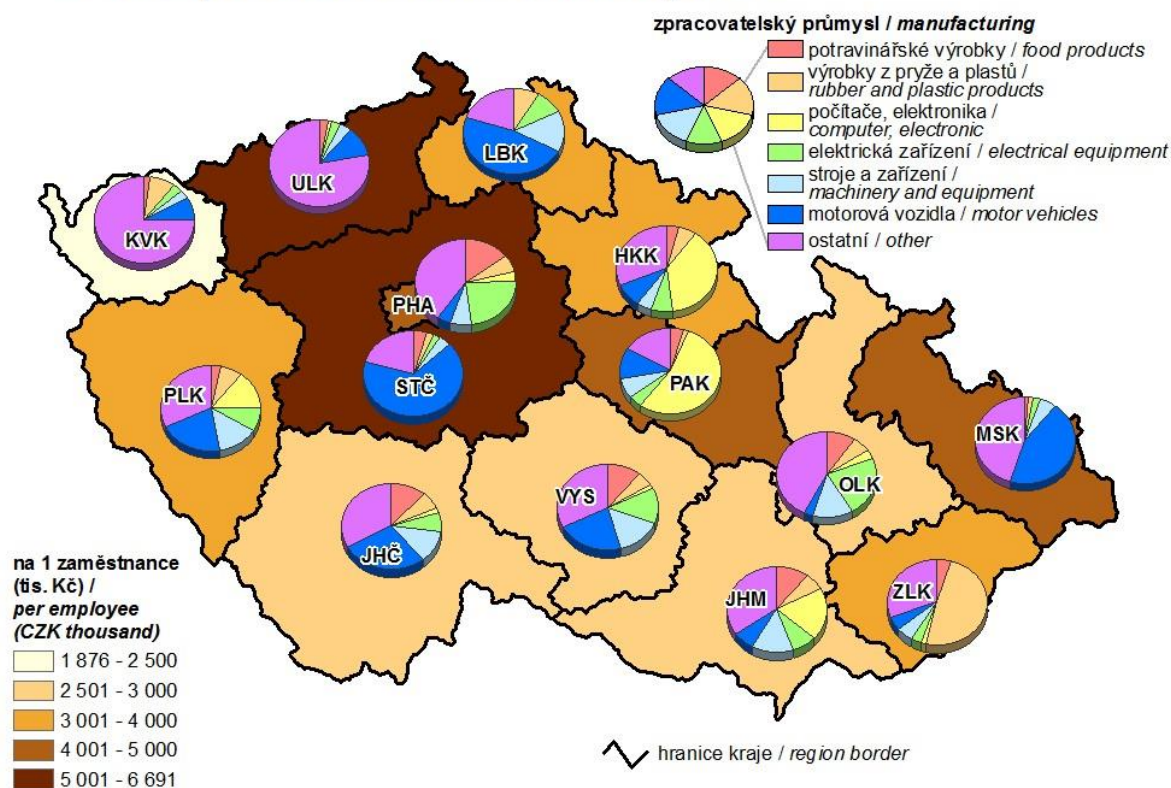 zpracovatelský průmysl / manufacturing
potravinářské výrobky / food products
výrobky z pryže a plastů /
rubber and plastic products
počítače, elektronika /
computer, electronic
elektrická zařízení / electrical equipment
stroje a zařízení /
machinery and equipment
motorová vozidla / motor vehicles
ostatní / other
LBK
ULK
KVK
HKK
PHA
STČ
PAK
PLK
MSK
OLK
VYS
JHČ
ZLK
JHM
na 1 zaměstnance
(tis. Kč) /
per employee
(CZK thousand)
1 876 - 2 500
2 501 - 3 000
3 001 - 4 000
4 001 - 5 000
5 001 - 6 691
hranice kraje / region border